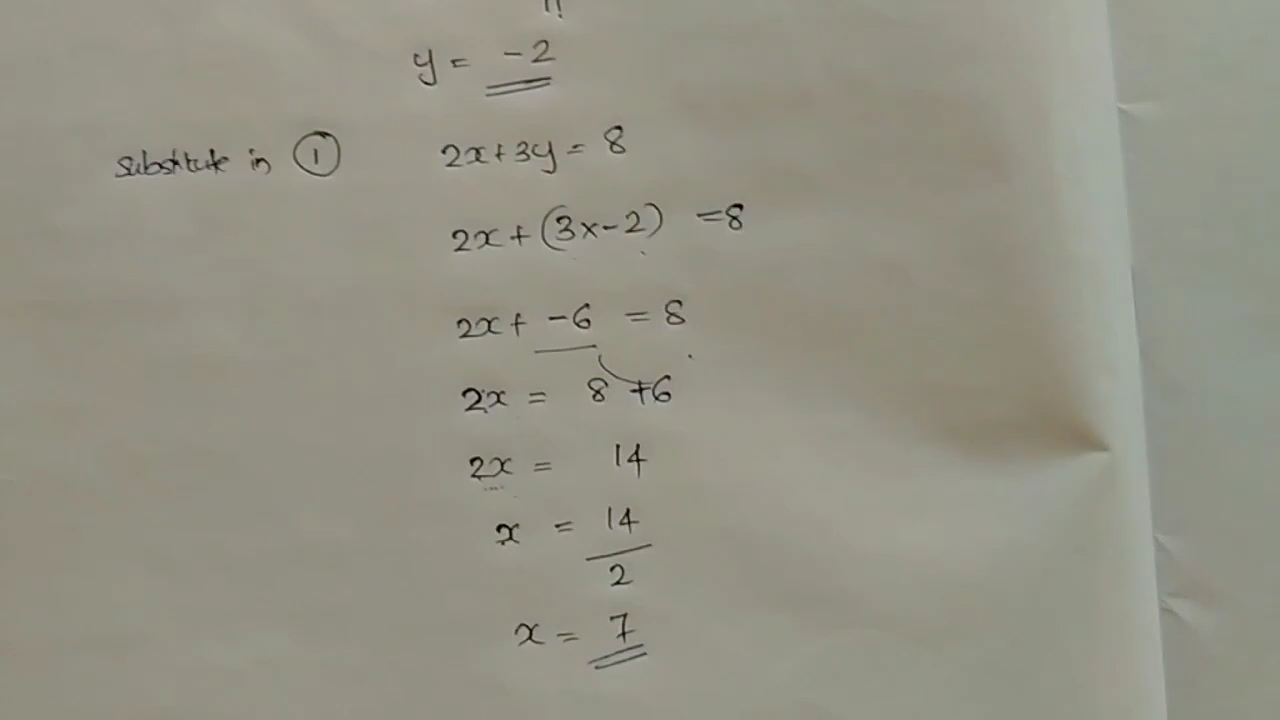 y = -2
Substitute in ① 2x+3y = 8
2x + (3x-2) =8
2x + -6 = 8
2x = 8 +6
2x = 14
x = 14
2
x = 7